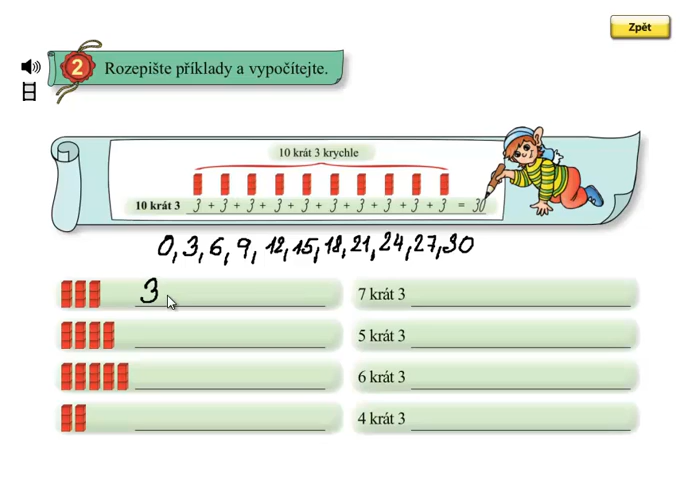 Zpět
2 Rozepište příklady a vypočítejte.
10 krát 3 krychle
10 krát 3 3 + 3 + 3 + 3 + 3 + 3 + 3 + 3 + 3 + 3 = 30
0, 3, 6, 9, 12, 15, 18, 21, 24, 27, 30
3
7 krát 3
5 krát 3
6 krát 3
4 krát 3